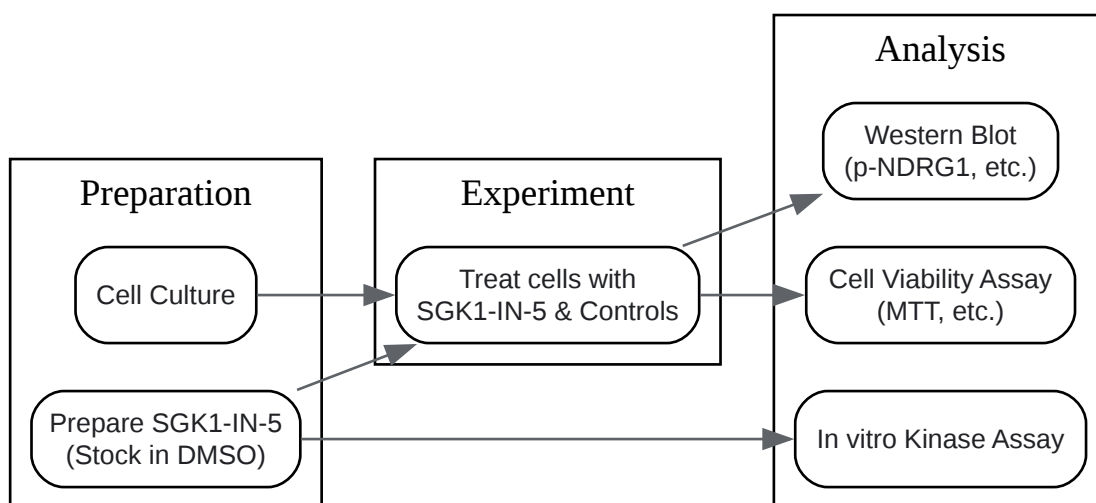 Preparation
Cell Culture
Prepare SGK1-IN-5
(Stock in DMSO)
Experiment
Treat cells with
SGK1-IN-5 & Controls
Analysis
Western Blot
(p-NDRG1, etc.)
Cell Viability Assay
(MTT, etc.)
In vitro Kinase Assay